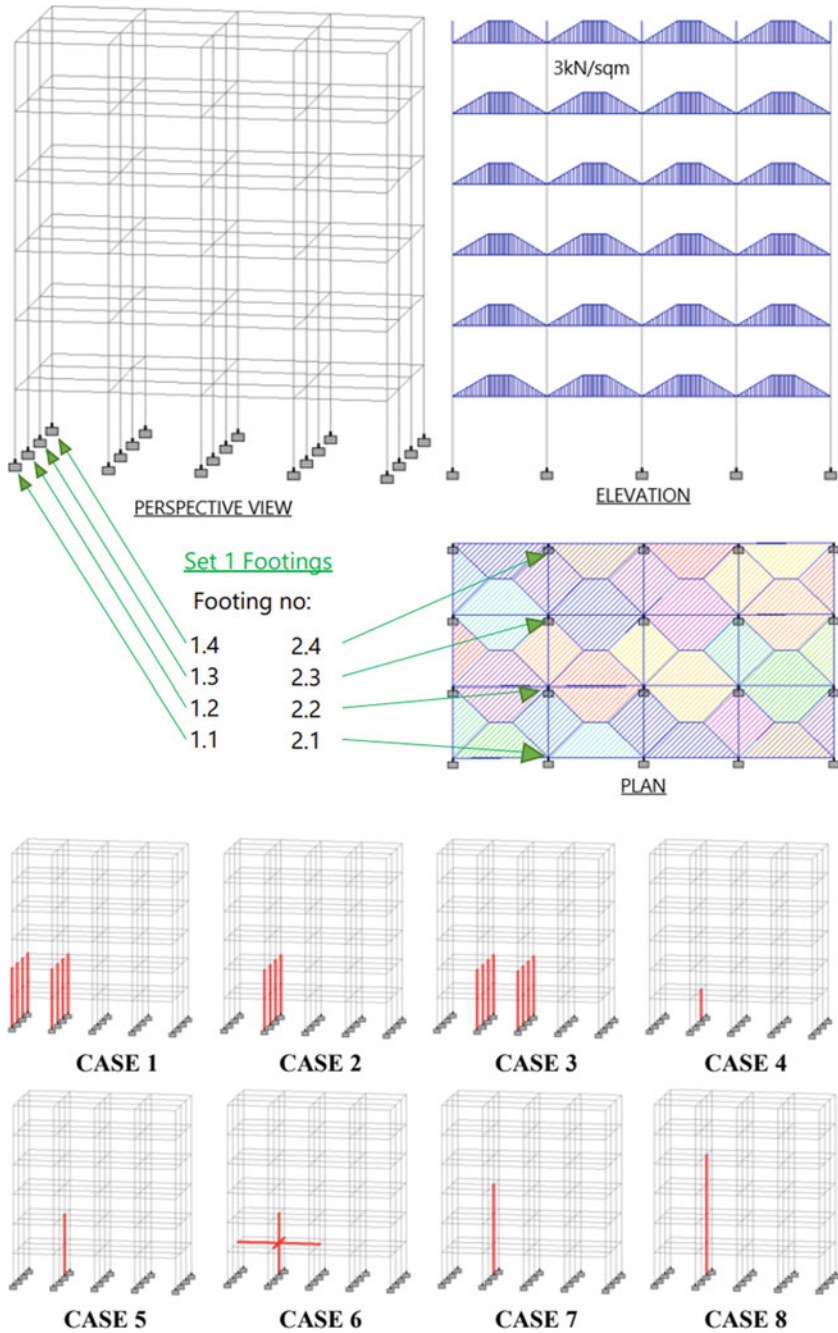 3kN/sqm
PERSPECTIVE VIEW
ELEVATION
Set 1 Footings
Footing no:
1.4 2.4
1.3 2.3
1.2 2.2
1.1 2.1
PLAN
CASE 1 CASE 2 CASE 3 CASE 4
CASE 5 CASE 6 CASE 7 CASE 8